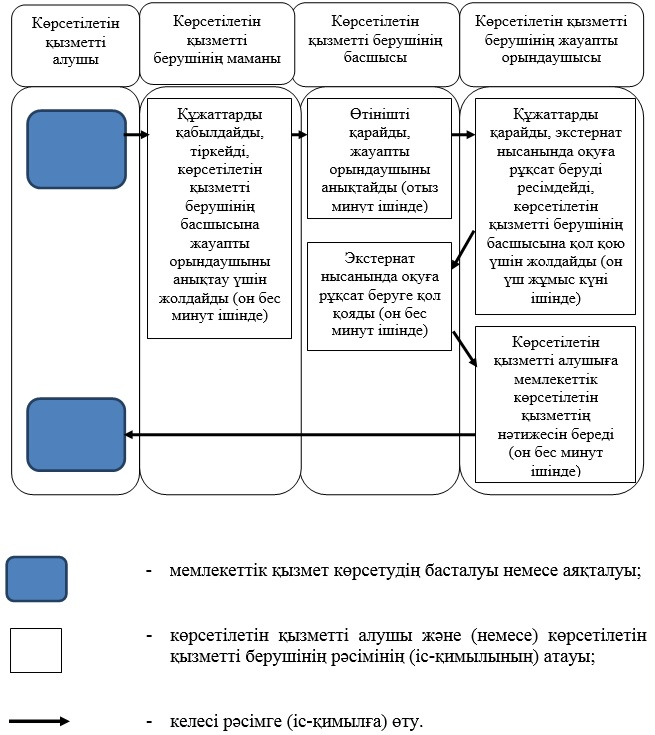 Көрсетілетін
қызметті
алушы
Көрсетілетін
қызметті
берушінің маманы
Көрсетілетін
қызметті берушінің
басшысы
Көрсетілетін қызметті
берушінің жауапты
орындаушысы
Құжаттарды
қабылдайды,
тіркейді,
көрсетілетін
қызметті
берушінің
басшысына
жауапты
орындаушыны
анықтау үшін
жолдайды (он бес
минут ішінде)
Өтінішті
қарайды,
жауапты
орындаушыны
анықтайды (отыз
минут ішінде)
Құжаттарды
қарайды, экстернат
нысанында оқуға
рұқсат беруді
ресімдейді,
көрсетілетін
қызметті берушінің
басшысына қол қою
үшін жолдайды (он
үш жұмыс күні
ішінде)
Экстернат
нысанында оқуға
рұқсат беруге қол
қояды (он бес
минут ішінде)
Көрсетілетін
қызметті алушыға
мемлекеттік
көрсетілетін
қызметтің
нәтижесін береді
(он бес минут
ішінде)
- мемлекеттік қызмет көрсетудің басталуы немесе аяқталуы;
- көрсетілетін қызметті алушы және (немесе) көрсетілетін
қызметті берушінің рәсімінің (іс-қимылының) атауы;
- келесі рәсімге (іс-қимылға) өту.